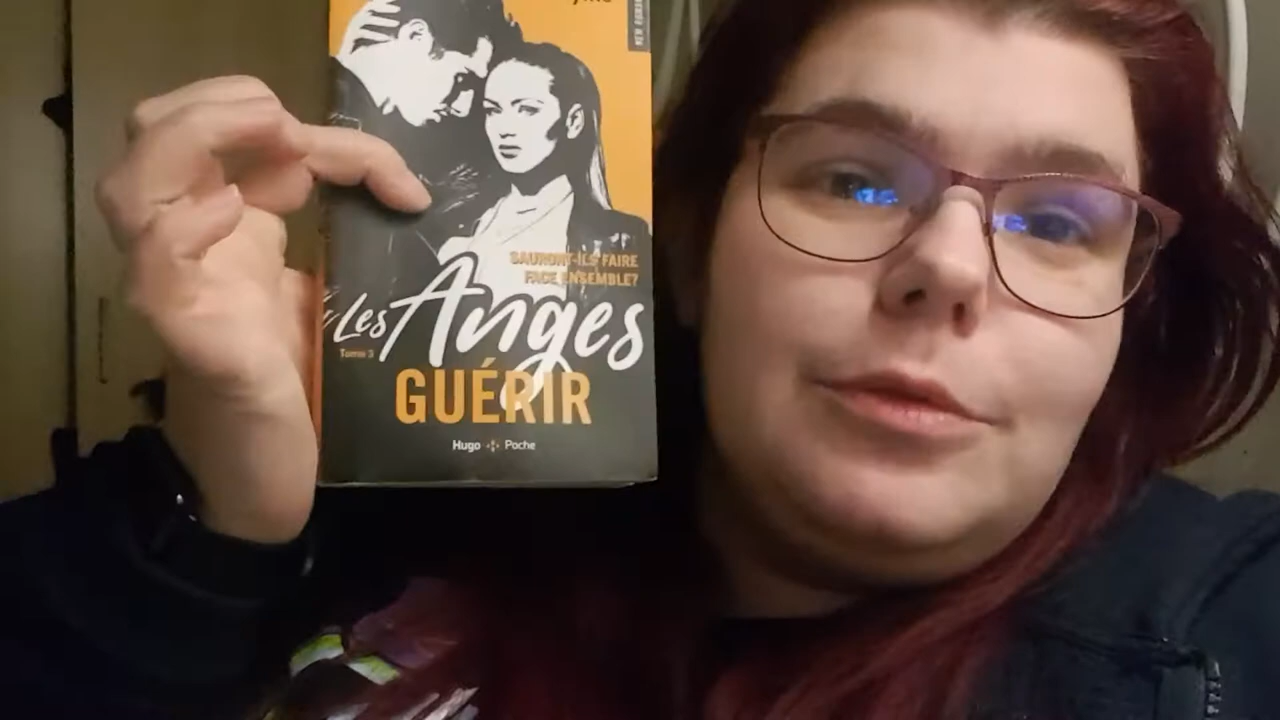 SAURONT-ILS FAIRE
FACE ENSEMBLE?
Les Anges
Tome 3
GUÉRIR
Hugo Poche